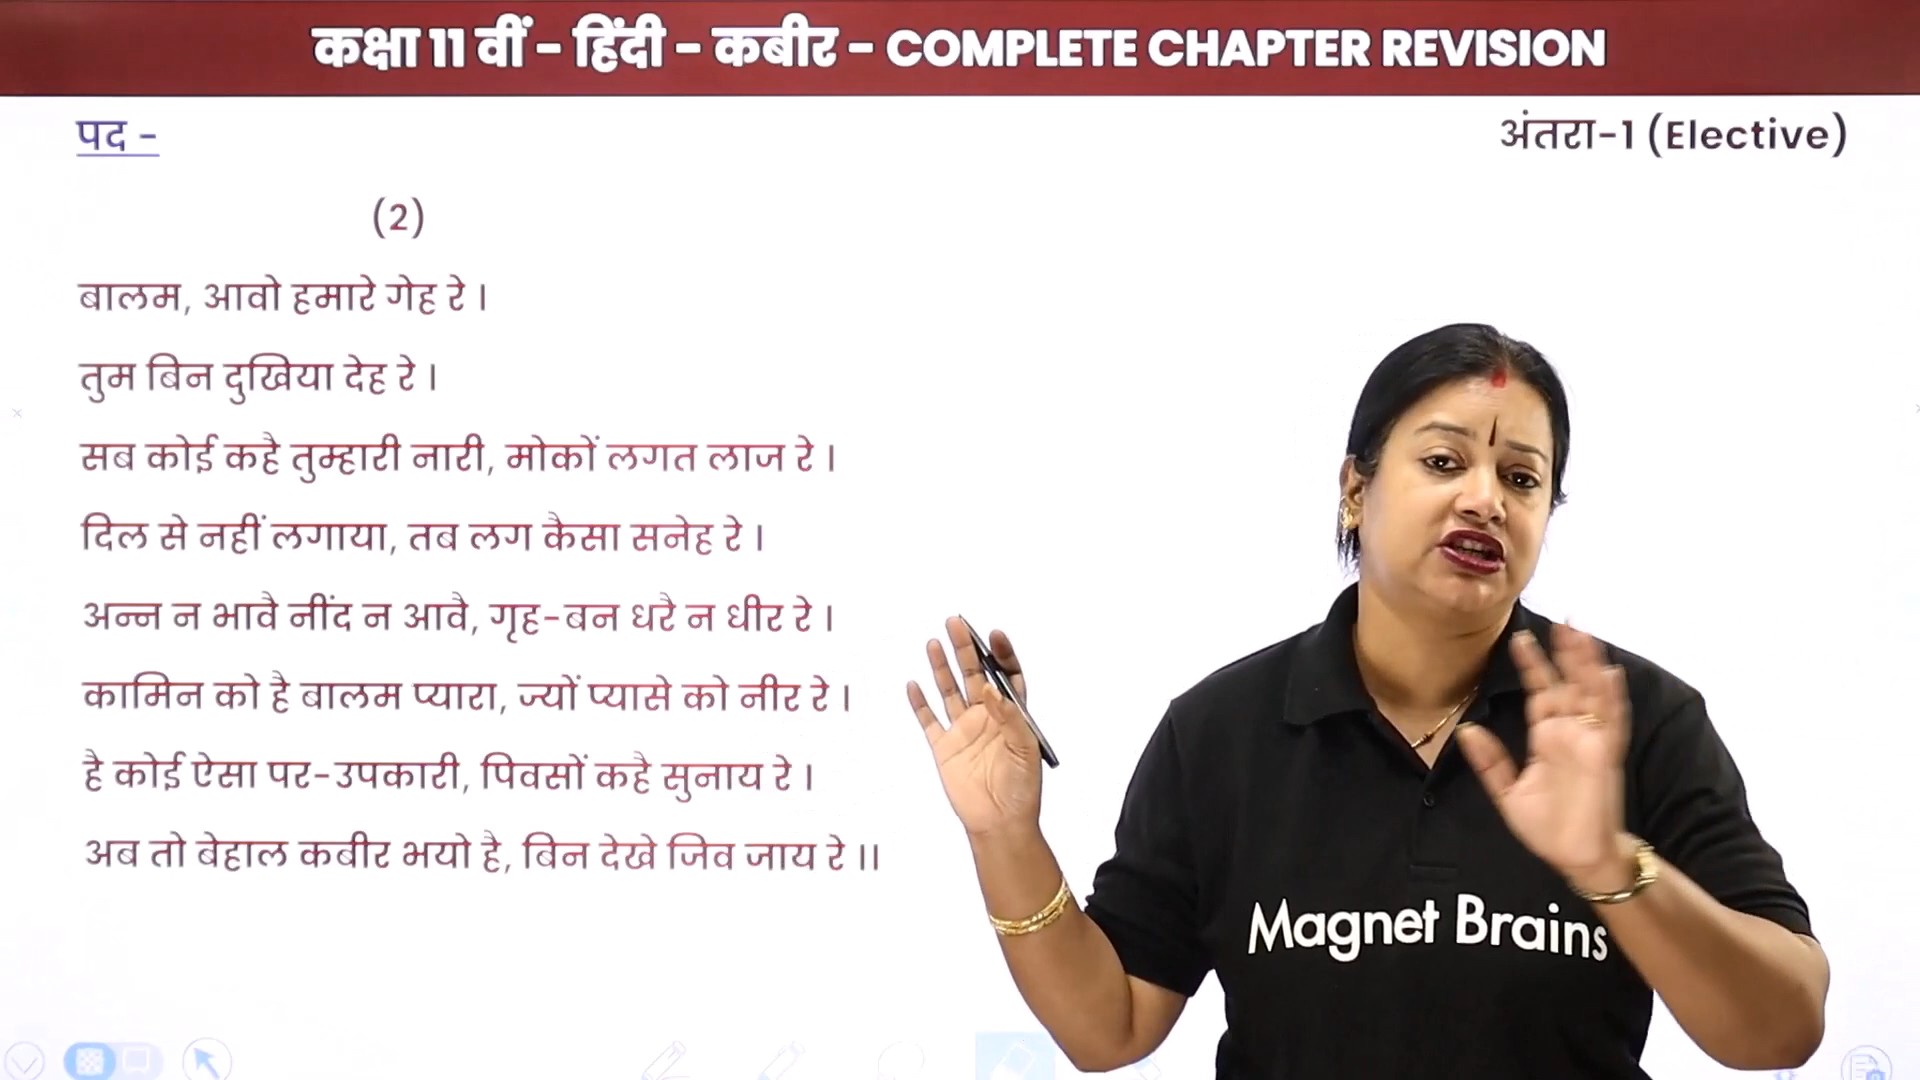 कक्षा 11 वीं - हिंदी - कबीर - COMPLETE CHAPTER REVISION
पद -
अंतरा-1 (Elective)
(2)
बालम, आवो हमारे गेह रे ।
तुम बिन दुखिया देह रे ।
सब कोई कहै तुम्हारी नारी, मोकों लगत लाज रे ।
दिल से नहीं लगाया, तब लग कैसा सनेह रे ।
अन्न न भावै नींद न आवै, गृह-बन धरै न धीर रे ।
कामिन को है बालम प्यारा, ज्यों प्यासे को नीर रे ।
है कोई ऐसा पर-उपकारी, पिवसों कहै सुनाय रे ।
अब तो बेहाल कबीर भयो है, बिन देखे जिव जाय रे ।।
Magnet Brains